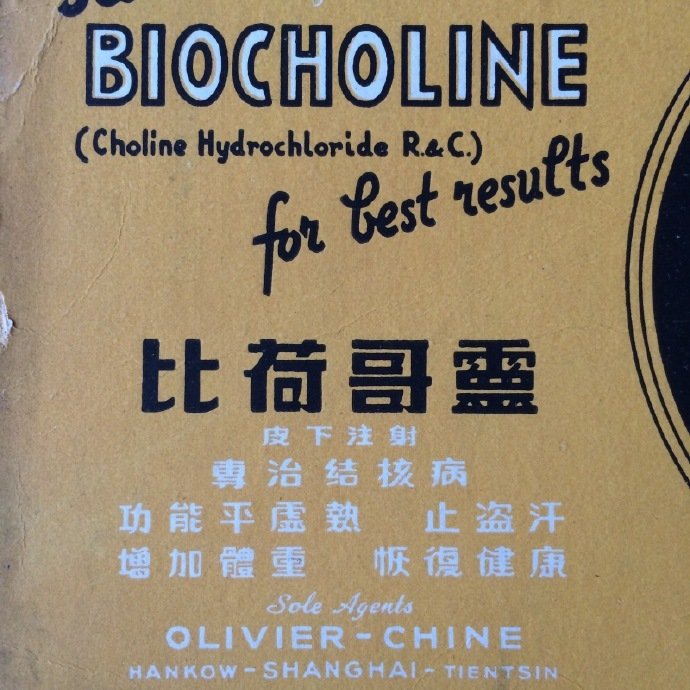 BIOCHOLINE
(Choline Hydrochloride R.&C.)
for best results
比荷哥靈
皮下注射
專治结核病
功能平虛熱 止盗汗
增加體重 恢復健康
Sole Agents
OLIVIER-CHINE
HANKOW-SHANGHAI-TIENTSIN